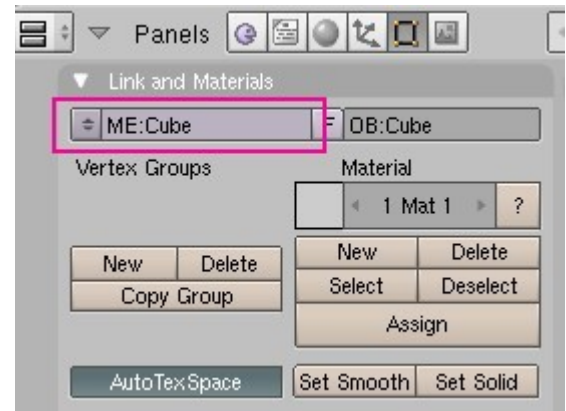 Panels
Link and Materials
ME:Cube F OB:Cube
Vertex Groups Material
1 Mat 1 ?
New Delete New Delete
Copy Group Select Deselect
Assign
AutoTexSpace Set Smooth Set Solid